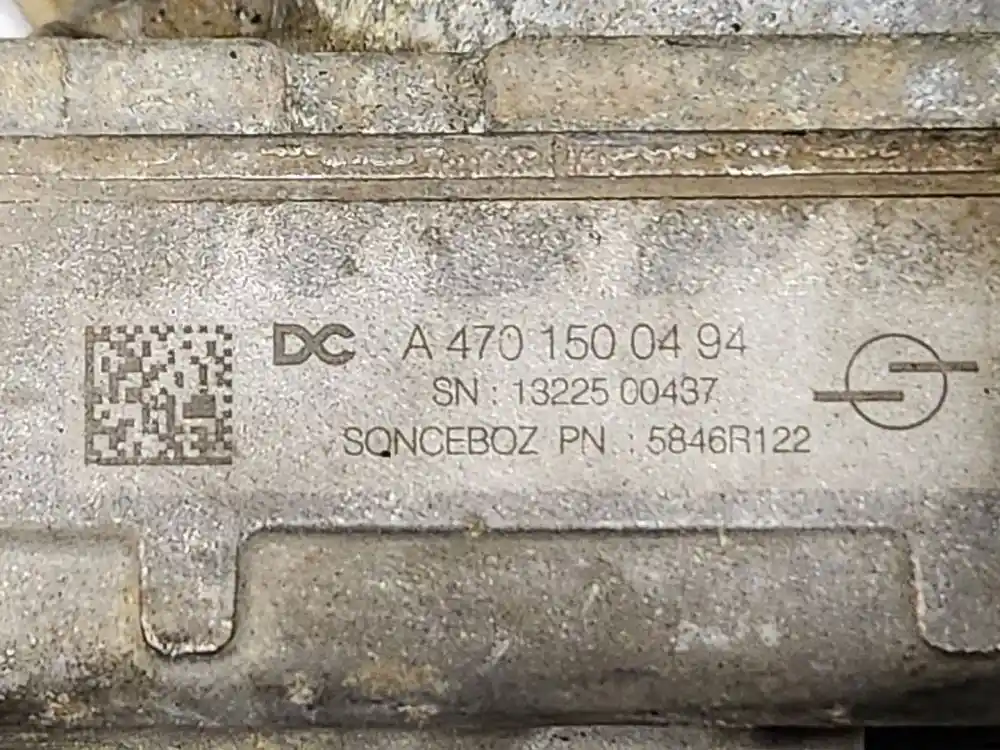 DC A 470 150 04 94
SN : 13225 00437
SONCEBOZ PN : 5846R122